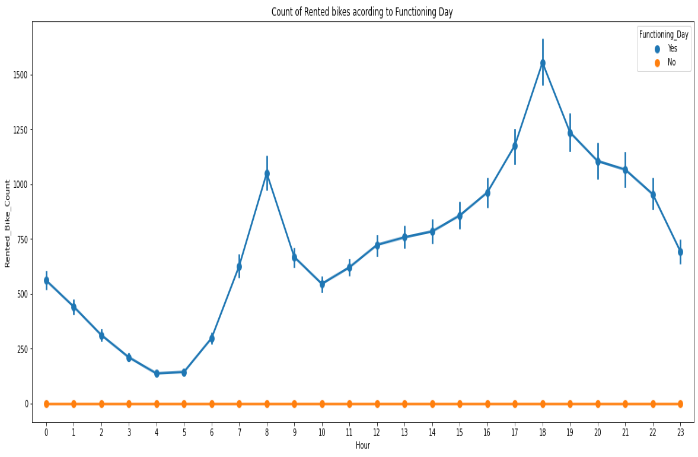 Count of Rented bikes acording to Functioning Day
Functioning_Day
Yes
No
Rented_Bike_Count
1500
1250
1000
750
500
250
0
0 1 2 3 4 5 6 7 8 9 10 11 12 13 14 15 16 17 18 19 20 21 22 23
Hour